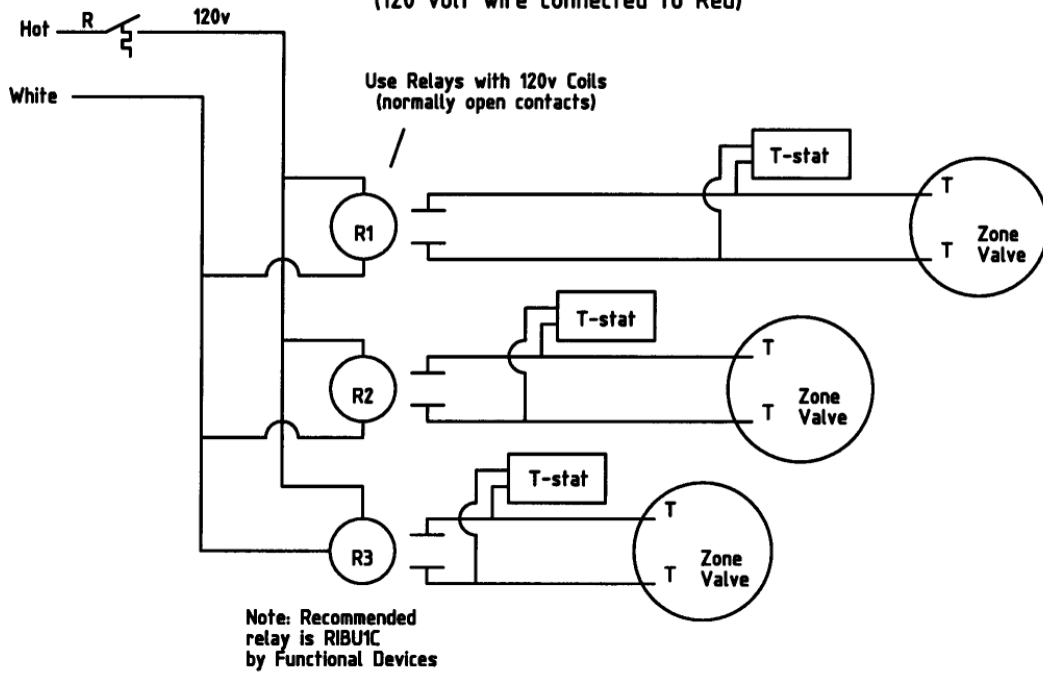 (120 Volt wire connected to Red)
Hot R 120v
White
Use Relays with 120v Coils
(normally open contacts)
T-stat
R1
T
T
Zone
Valve
T-stat
R2
T
T
Zone
Valve
T-stat
R3
T
T
Zone
Valve
Note: Recommended
relay is RIBU1C
by Functional Devices